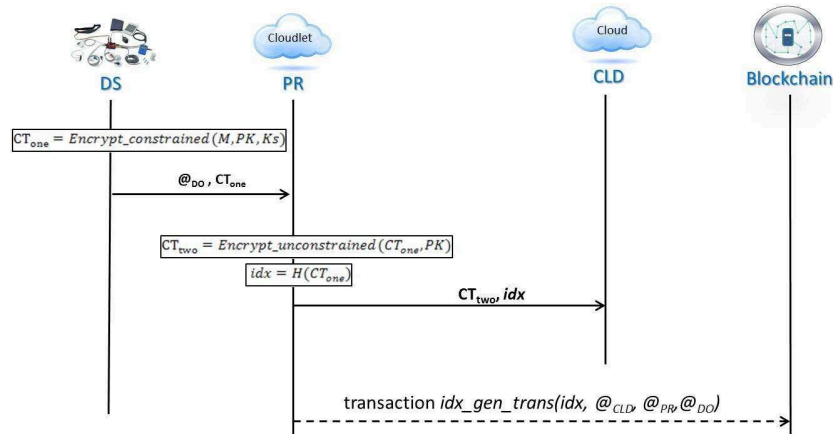 Cloudlet
Cloud
DS
PR
CLD
Blockchain
CT_one = Encrypt_constrained(M,PK,Ks)
@_DO , CT_one
CT_two = Encrypt_unconstrained(CT_one,PK)
idx = H(CT_one)
CT_two, idx
transaction idx_gen_trans(idx, @_CLD, @_PR,@_DO)